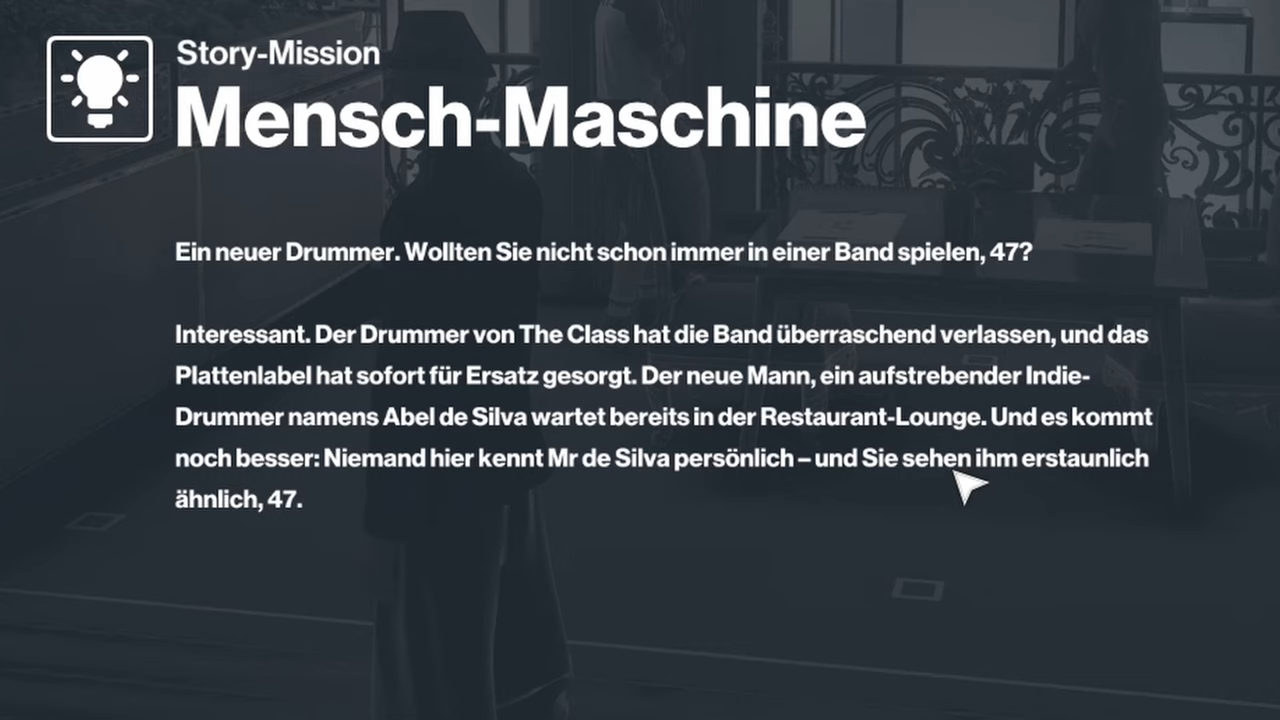 Story-Mission
Mensch-Maschine
Ein neuer Drummer. Wollten Sie nicht schon immer in einer Band spielen, 47?
Interessant. Der Drummer von The Class hat die Band überraschend verlassen, und das
Plattenlabel hat sofort für Ersatz gesorgt. Der neue Mann, ein aufstrebender Indie-
Drummer namens Abel de Silva wartet bereits in der Restaurant-Lounge. Und es kommt
noch besser: Niemand hier kennt Mr de Silva persönlich – und Sie sehen ihm erstaunlich
ähnlich, 47.